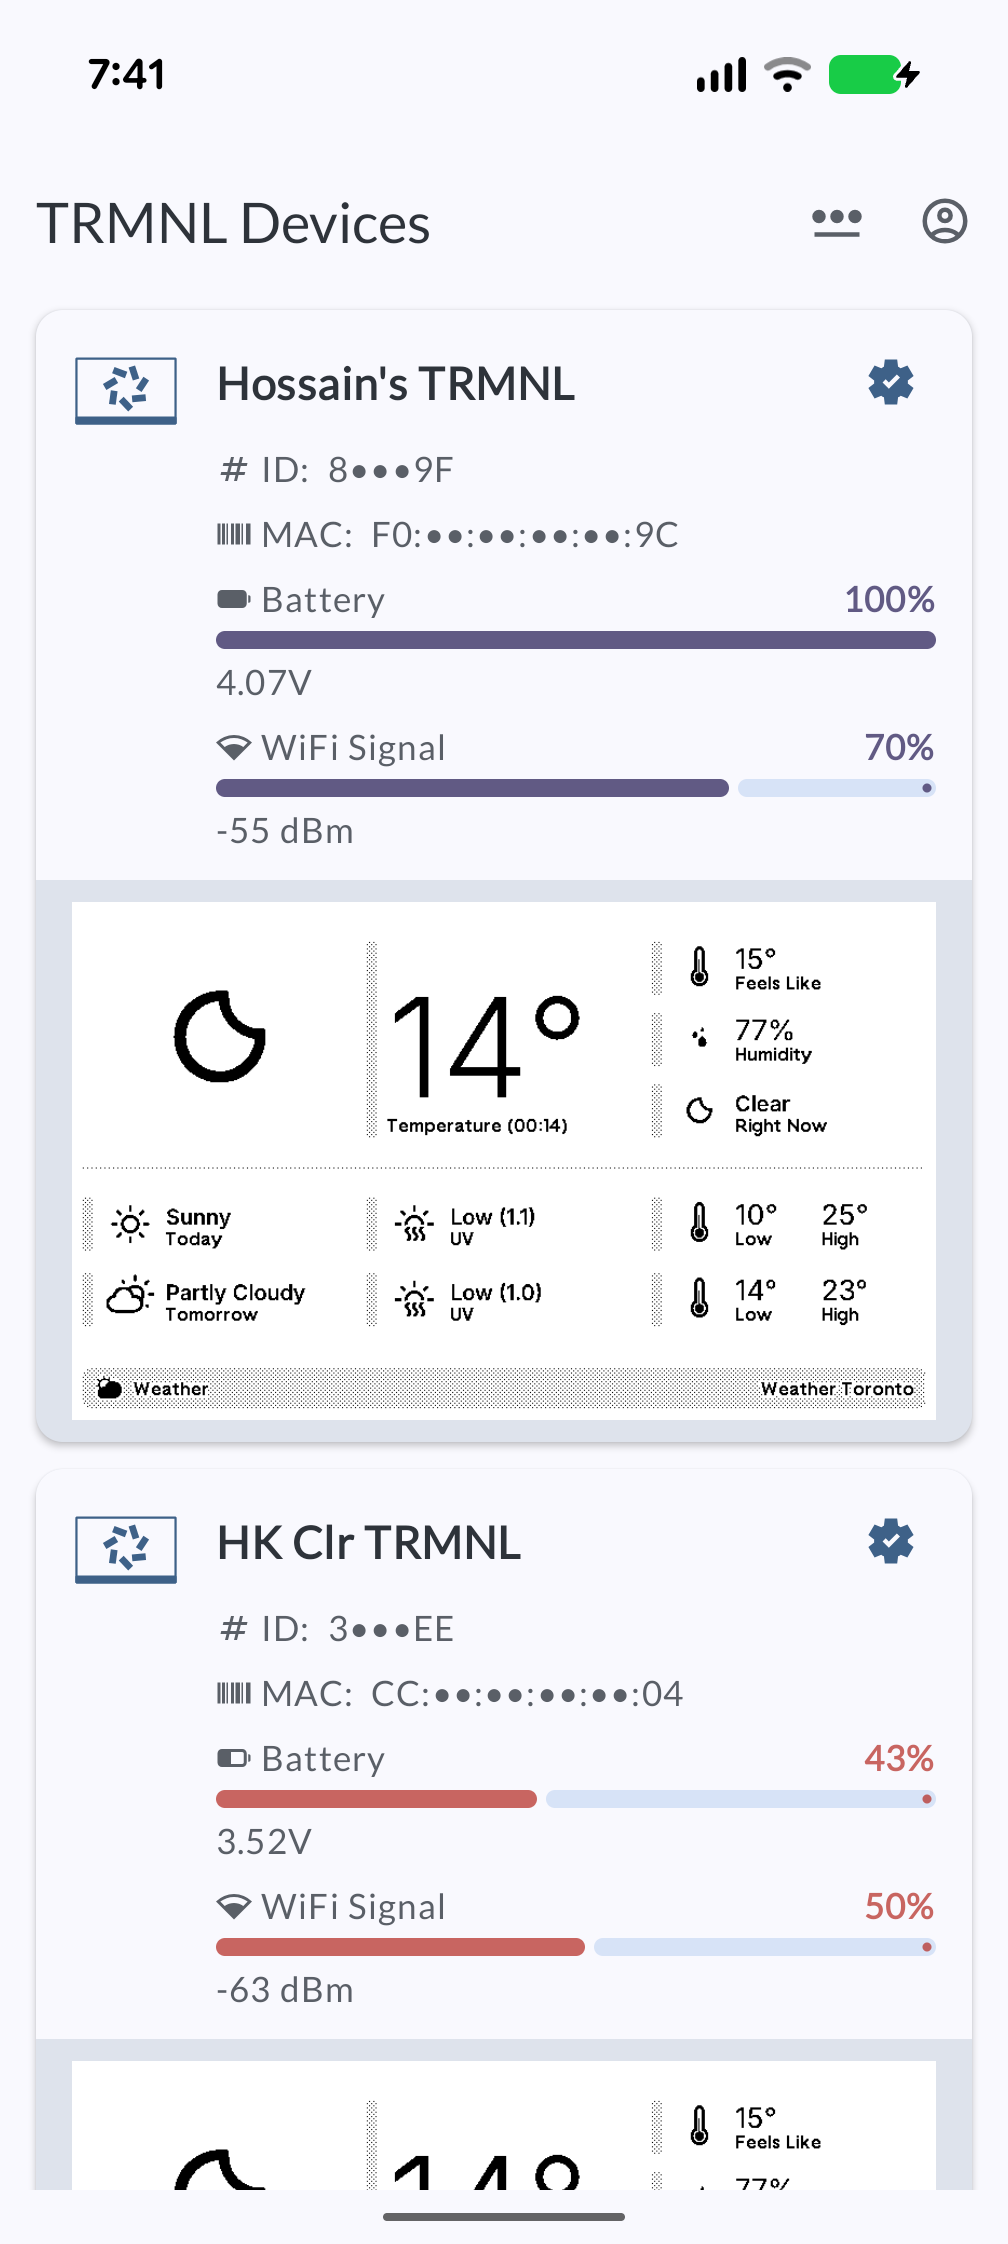 7:41
TRMNL Devices
Hossain's TRMNL
# ID: 8•••9F
MAC: F0:••:••:••:••:9C
Battery 100%
4.07V
WiFi Signal 70%
-55 dBm
14°
Temperature (00:14)
15°
Feels Like
77%
Humidity
Clear
Right Now
Sunny
Today
Low (1.1)
UV
10° 25°
Low High
Partly Cloudy
Tomorrow
Low (1.0)
UV
14° 23°
Low High
Weather Weather Toronto
HK Clr TRMNL
# ID: 3•••EE
MAC: CC:••:••:••:••:04
Battery 43%
3.52V
WiFi Signal 50%
-63 dBm
14°
15°
Feels Like
77%